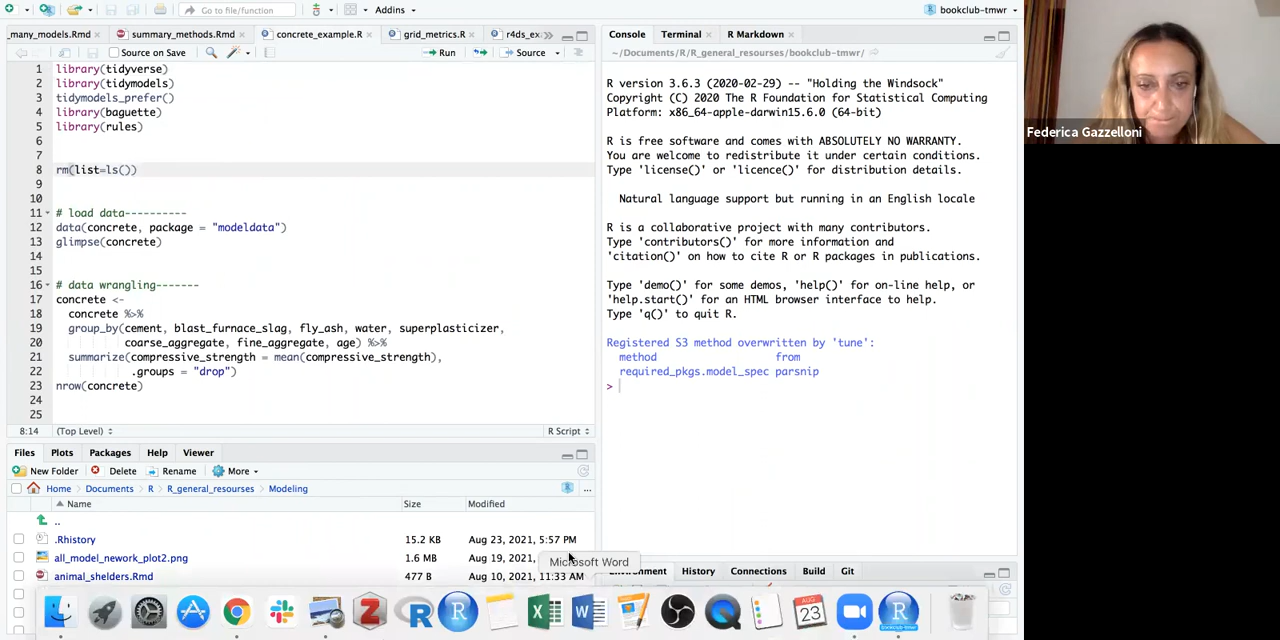 Go to file/function
Addins
bookclub-tmwr
_many_models.Rmd
summary_methods.Rmd
concrete_example.R
grid_metrics.R
r4ds_ex
Source on Save
Run
Source
1 library(tidyverse)
2 library(tidymodels)
3 tidymodels_prefer()
4 library(baguette)
5 library(rules)
6
7
8 rm(list=ls())
9
10
11 # load data----------
12 data(concrete, package = "modeldata")
13 glimpse(concrete)
14
15
16 # data wrangling-------
17 concrete <-
18 concrete %>%
19 group_by(cement, blast_furnace_slag, fly_ash, water, superplasticizer,
20 coarse_aggregate, fine_aggregate, age) %>%
21 summarize(compressive_strength = mean(compressive_strength),
22 .groups = "drop")
23 nrow(concrete)
24
25
8:14 (Top Level) R Script
Files Plots Packages Help Viewer
New Folder Delete Rename More
Home Documents R R_general_resourses Modeling
...
Name Size Modified
..
.Rhistory 15.2 KB Aug 23, 2021, 5:57 PM
all_model_nework_plot2.png 1.6 MB Aug 19, 2021,
animal_shelders.Rmd 477 B Aug 10, 2021, 11:33 AM
Console Terminal R Markdown
~/Documents/R/R_general_resourses/bookclub-tmwr/
R version 3.6.3 (2020-02-29) -- "Holding the Windsock"
Copyright (C) 2020 The R Foundation for Statistical Computing
Platform: x86_64-apple-darwin15.6.0 (64-bit)
R is free software and comes with ABSOLUTELY NO WARRANTY.
You are welcome to redistribute it under certain conditions.
Type 'license()' or 'licence()' for distribution details.
Natural language support but running in an English locale
R is a collaborative project with many contributors.
Type 'contributors()' for more information and
'citation()' on how to cite R or R packages in publications.
Type 'demo()' for some demos, 'help()' for on-line help, or
'help.start()' for an HTML browser interface to help.
Type 'q()' to quit R.
Registered S3 method overwritten by 'tune':
method from
required_pkgs.model_spec parsnip
>
Environment History Connections Build Git
Microsoft Word
AUG
23
Federica Gazzelloni